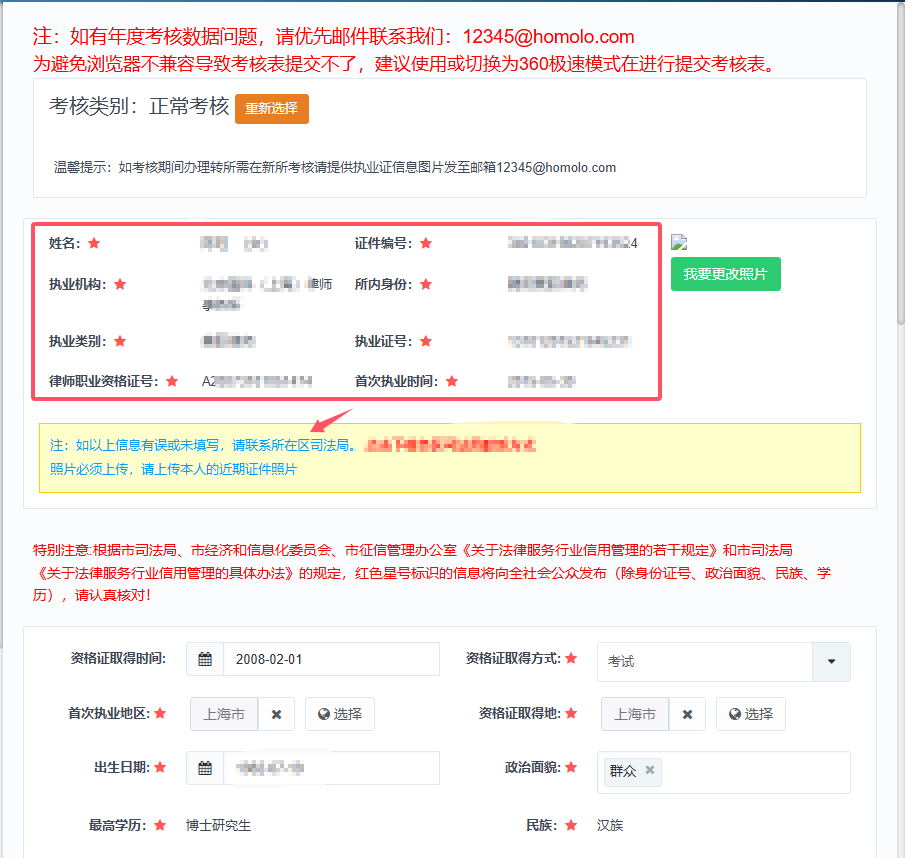 注：如有年度考核数据问题，请优先邮件联系我们：12345@homolo.com
为避免浏览器不兼容导致考核表提交不了，建议使用或切换为360极速模式在进行提交考核表。
考核类别：正常考核 重新选择
温馨提示：如考核期间办理转所需在新所考核请提供执业证信息图片发至邮箱12345@homolo.com
姓名：★ 证件编号：★ 24
我要更改照片
执业机构：★ 律师 所内身份：★
执业类别：★ 执业证号：★
律师职业资格证号：★ A2 首次执业时间：★
注：如以上信息有误或未填写，请联系所在区司法局。
照片必须上传，请上传本人的近期证件照片
特别注意:根据市司法局、市经济和信息化委员会、市征信管理办公室《关于法律服务行业信用管理的若干规定》和市司法局
《关于法律服务行业信用管理的具体办法》的规定，红色星号标识的信息将向全社会公众发布（除身份证号、政治面貌、民族、学
历），请认真核对！
资格证取得时间: 2008-02-01 资格证取得方式:★ 考试
首次执业地区:★ 上海市 ✖ 选择 资格证取得地:★ 上海市 ✖ 选择
出生日期:★ 政治面貌:★ 群众 ✖
最高学历：★ 博士研究生 民族：★ 汉族